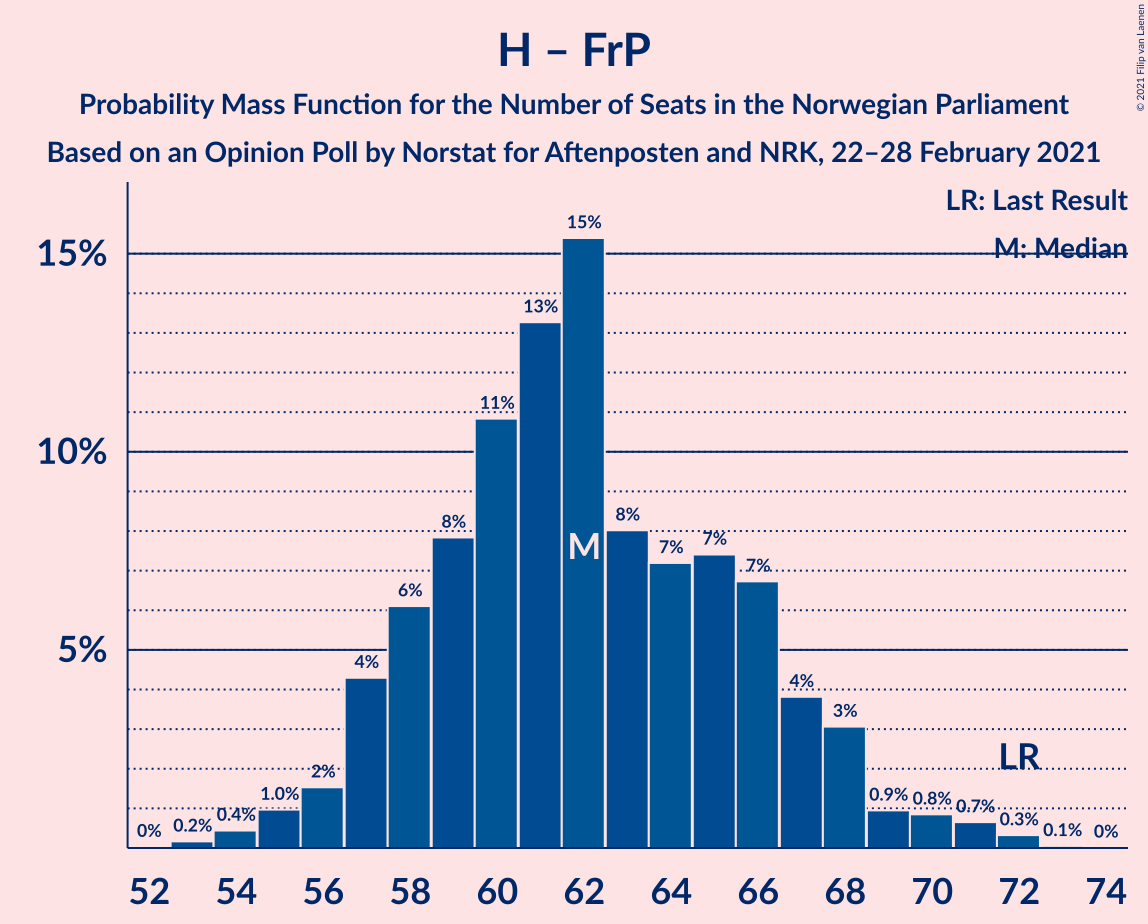 © 2021 Filip van Laenen
H – FrP
Probability Mass Function for the Number of Seats in the Norwegian Parliament
Based on an Opinion Poll by Norstat for Aftenposten and NRK, 22–28 February 2021
LR: Last Result
M: Median
15%
10%
5%
0%
0.2%
0.4%
1.0%
2%
4%
6%
8%
11%
13%
15%
8%
7%
7%
7%
4%
3%
0.9%
0.8%
0.7%
0.3%
0.1%
0%
M
LR
52 54 56 58 60 62 64 66 68 70 72 74